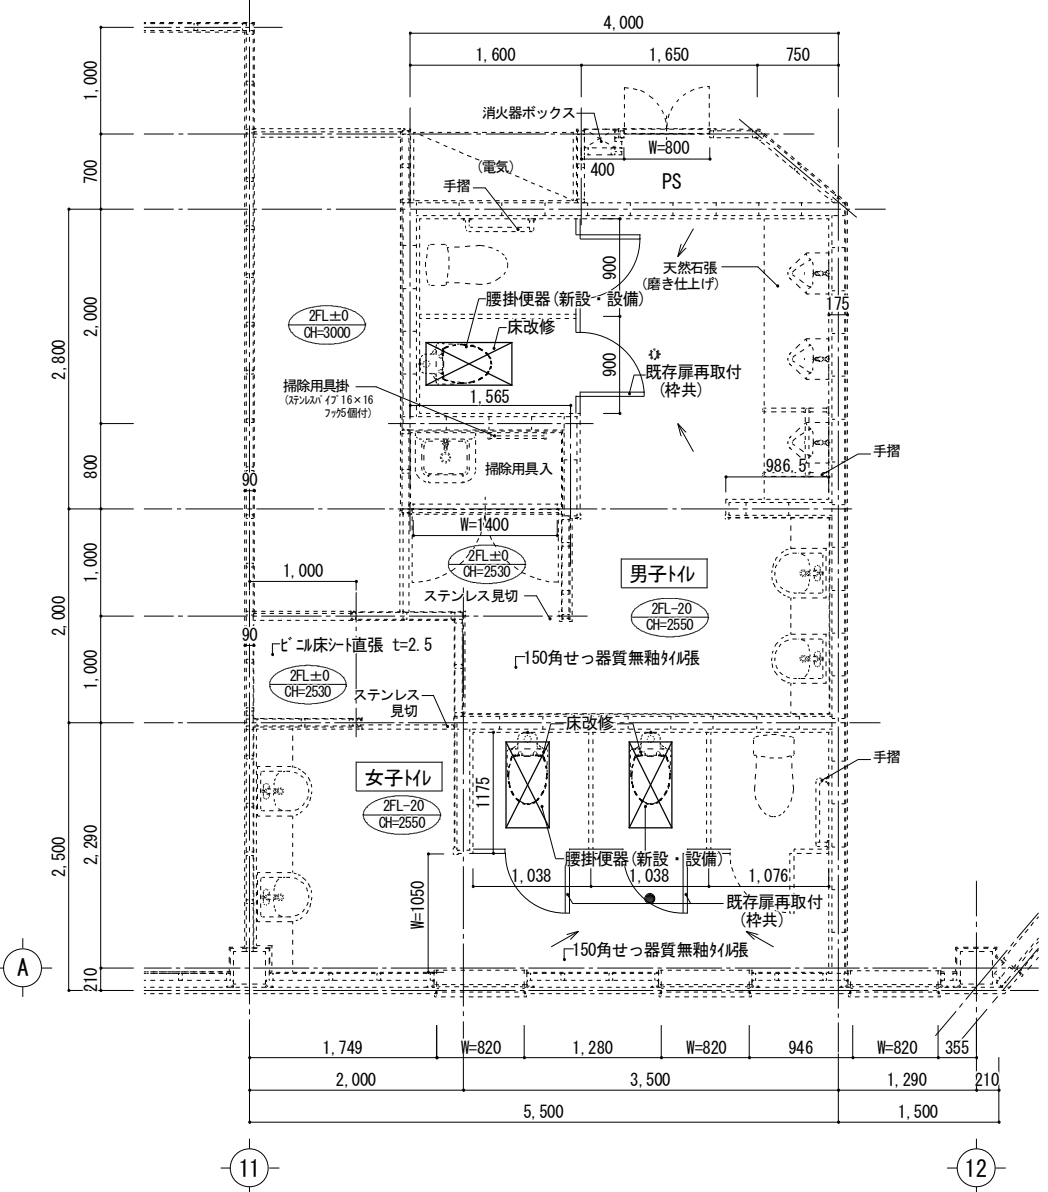 4,000
1,600
1,650
750
1,000
消火器ボックス
W=800
400
(電気)
PS
700
手摺
900
天然石張
(磨き仕上げ)
175
腰掛便器(新設・設備)
2FL±0
CH=3000
2,000
床改修
2,800
900
既存扉再取付
(枠共)
掃除用具掛
(ステンレスパイプ16×16
フック5個付)
1,565
手摺
800
掃除用具入
986.5
90
W=1400
2FL±0
CH=2530
1,000
1,000
男子トイレ
ステンレス見切
2FL-20
CH=2550
2,000
90
ビニル床シート直張 t=2.5
150角せっ器質無釉タイル張
1,000
2FL±0
CH=2530
ステンレス
見切
床改修
女子トイレ
手摺
1175
2FL-20
CH=2550
2,290
2,500
腰掛便器(新設・設備)
1,038
1,038
1,076
W=1050
既存扉再取付
(枠共)
150角せっ器質無釉タイル張
A
210
1,749
W=820
1,280
W=820
946
W=820
355
2,000
3,500
1,290
210
5,500
1,500
11
12